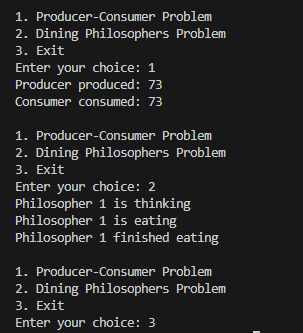 1. Producer-Consumer Problem
2. Dining Philosophers Problem
3. Exit
Enter your choice: 1
Producer produced: 73
Consumer consumed: 73
1. Producer-Consumer Problem
2. Dining Philosophers Problem
3. Exit
Enter your choice: 2
Philosopher 1 is thinking
Philosopher 1 is eating
Philosopher 1 finished eating
1. Producer-Consumer Problem
2. Dining Philosophers Problem
3. Exit
Enter your choice: 3